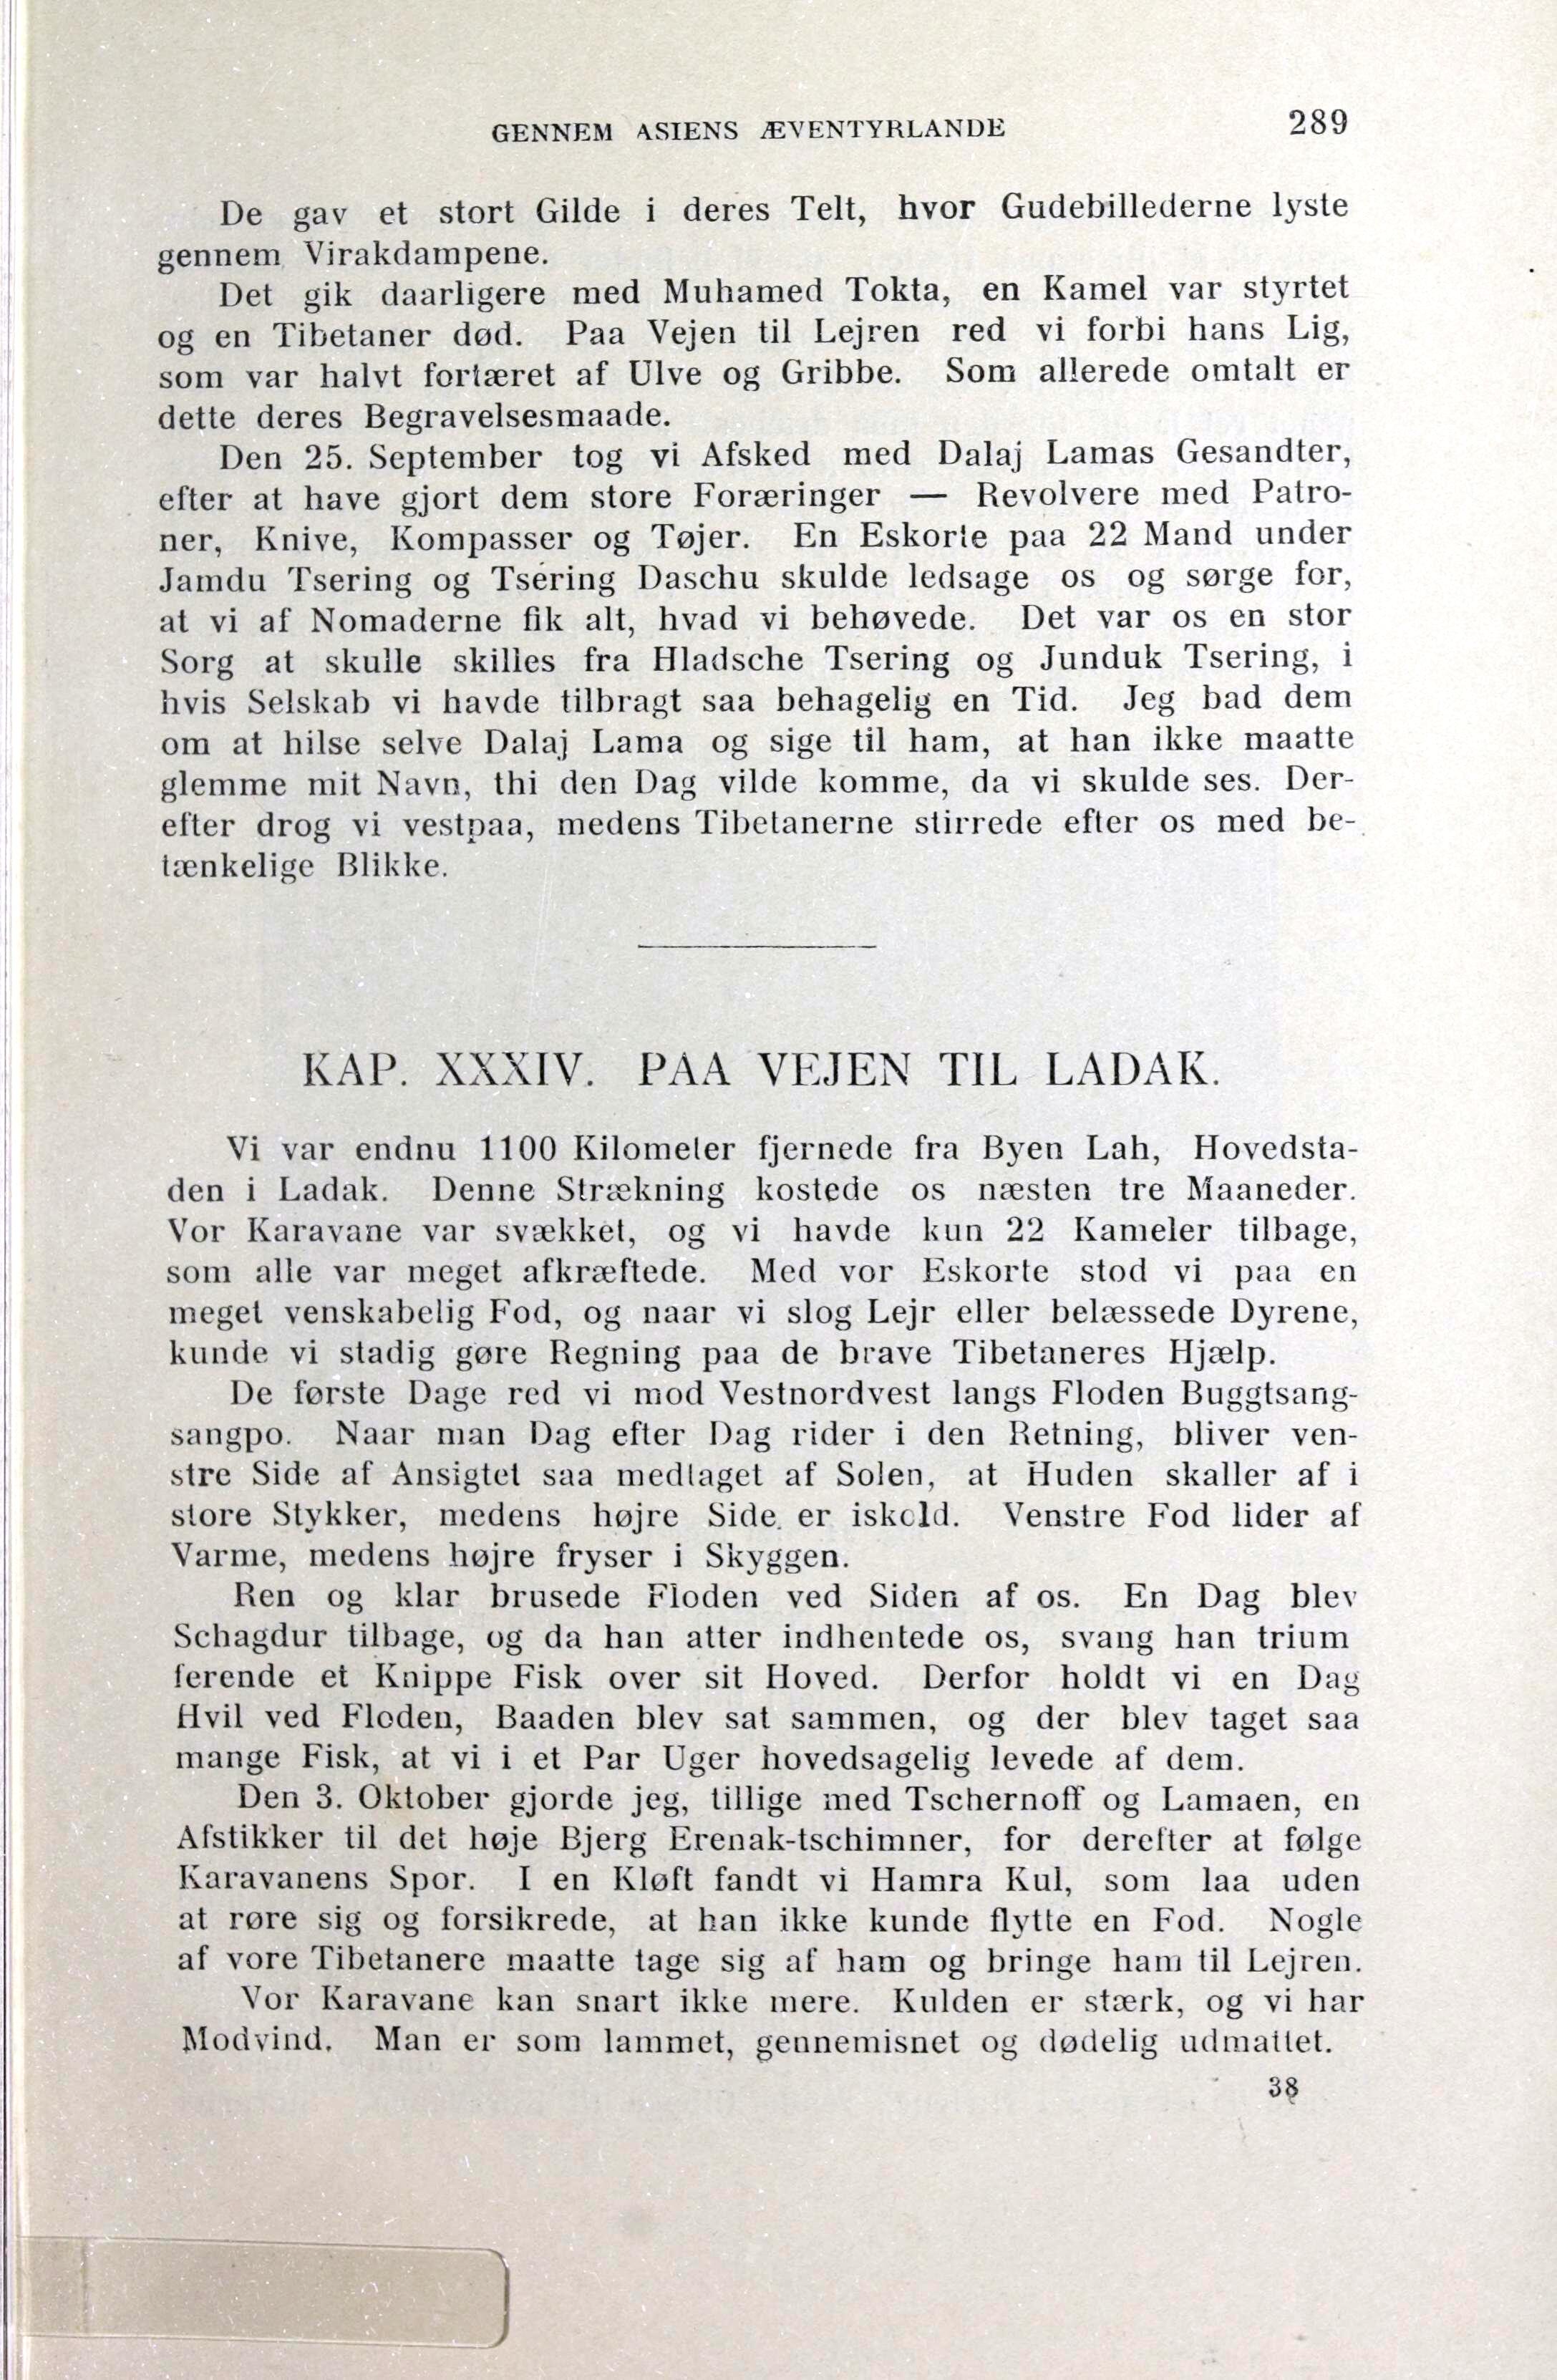 GENNEM ASIENS ÆVENTYRLANDE 289
De gav et stort Gilde i deres Telt, hvor Gudebillederne lyste
gennem Virakdampene.
Det gik daarligere med Muhamed Tokta, en Kamel var styrtet
og en Tibetaner død. Paa Vejen til Lejren red vi forbi hans Lig,
som var halvt fortæret af Ulve og Gribbe. Som allerede omtalt er
dette deres Begravelsesmaade.
Den 25. September tog vi Afsked med Dalaj Lamas Gesandter,
efter at have gjort dem store Foræringer — Revolvere med Patro-
ner, Knive, Kompasser og Tøjer. En Eskorte paa 22 Mand under
Jamdu Tsering og Tsering Daschu skulde ledsage os og sørge for,
at vi af Nomaderne fik alt, hvad vi behøvede. Det var os en stor
Sorg at skulle skilles fra Hladsche Tsering og Junduk Tsering, i
hvis Selskab vi havde tilbragt saa behagelig en Tid. Jeg bad dem
om at hilse selve Dalaj Lama og sige til ham, at han ikke maatte
glemme mit Navn, thi den Dag vilde komme, da vi skulde ses. Der-
efter drog vi vestpaa, medens Tibetanerne stirrede efter os med be-
tænkelige Blikke.
KAP. XXXIV. PAA VEJEN TIL LADAK.
Vi var endnu 1100 Kilometer fjernede fra Byen Lah, Hovedsta-
den i Ladak. Denne Strækning kostede os næsten tre Maaneder.
Vor Karavane var svækket, og vi havde kun 22 Kameler tilbage,
som alle var meget afkræftede. Med vor Eskorte stod vi paa en
meget venskabelig Fod, og naar vi slog Lejr eller belæssede Dyrene,
kunde vi stadig gøre Regning paa de brave Tibetaneres Hjælp.
De første Dage red vi mod Vestnordvest langs Floden Buggtsang-
sangpo. Naar man Dag efter Dag rider i den Retning, bliver ven-
stre Side af Ansigtet saa medtaget af Solen, at Huden skaller af i
store Stykker, medens højre Side er iskold. Venstre Fod lider af
Varme, medens højre fryser i Skyggen.
Ren og klar brusede Floden ved Siden af os. En Dag blev
Schagdur tilbage, og da han atter indhentede os, svang han trium
ferende et Knippe Fisk over sit Hoved. Derfor holdt vi en Dag
Hvil ved Floden, Baaden blev sat sammen, og der blev taget saa
mange Fisk, at vi i et Par Uger hovedsagelig levede af dem.
Den 3. Oktober gjorde jeg, tillige med Tschernoff og Lamaen, en
Afstikker til det høje Bjerg Erenak-tschimner, for derefter at følge
Karavanens Spor. I en Kløft fandt vi Hamra Kul, som laa uden
at røre sig og forsikrede, at han ikke kunde flytte en Fod. Nogle
af vore Tibetanere maatte tage sig af ham og bringe ham til Lejren.
Vor Karavane kan snart ikke mere. Kulden er stærk, og vi har
Modvind. Man er som lammet, gennemisnet og dødelig udmattet.
38